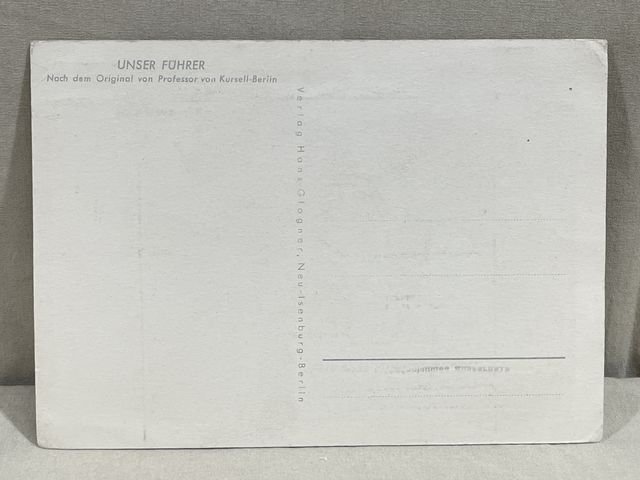 UNSER FÜHRER
Nach dem Original von Professor von Kursell-Berlin
Verlag Hans Glogner, Neu-Isenburg-Berlin